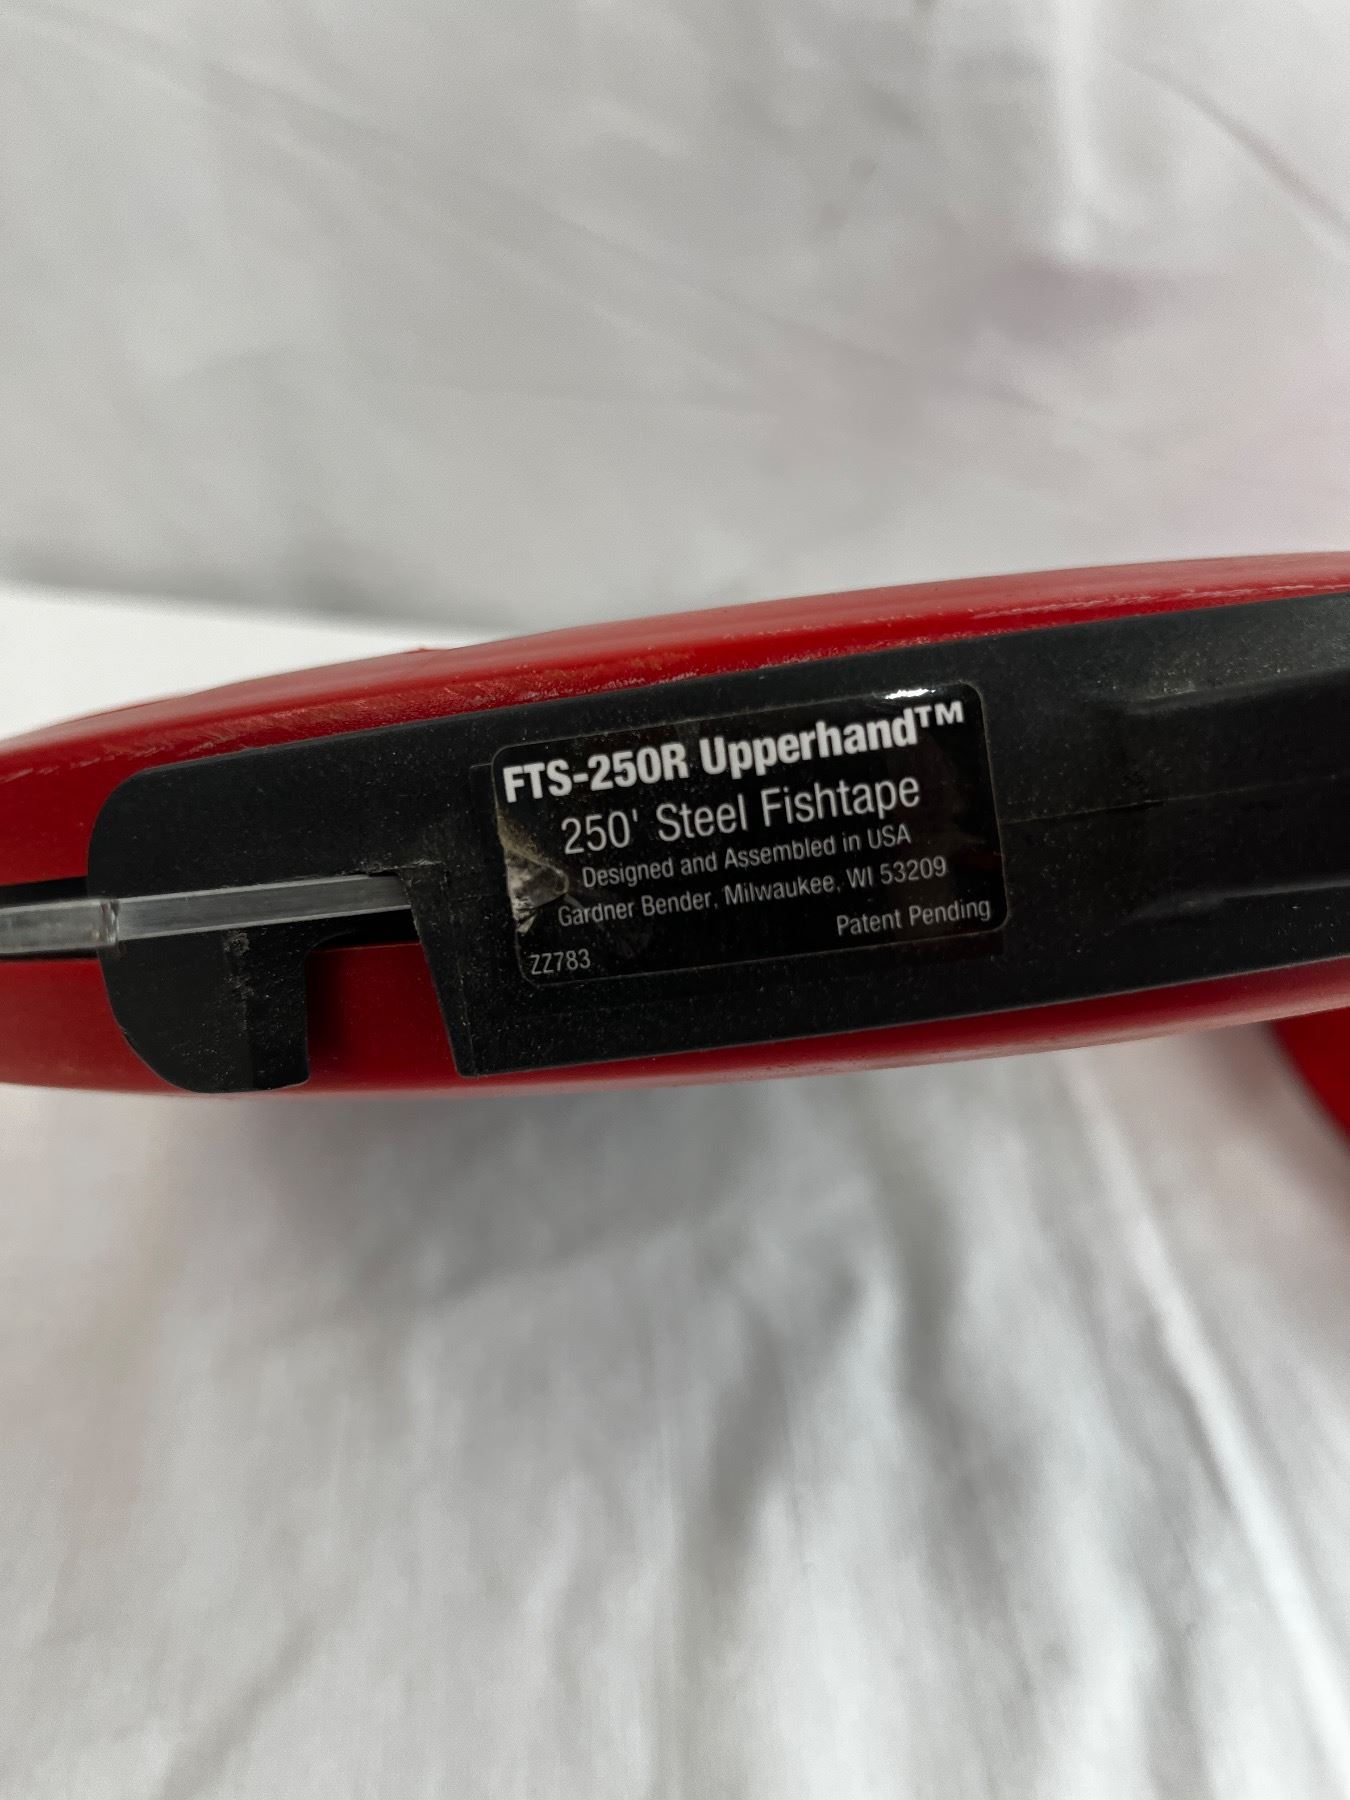 FTS-250R Upperhand™
250' Steel Fishtape
Designed and Assembled in USA
Gardner Bender, Milwaukee, WI 53209
Patent Pending
ZZ783